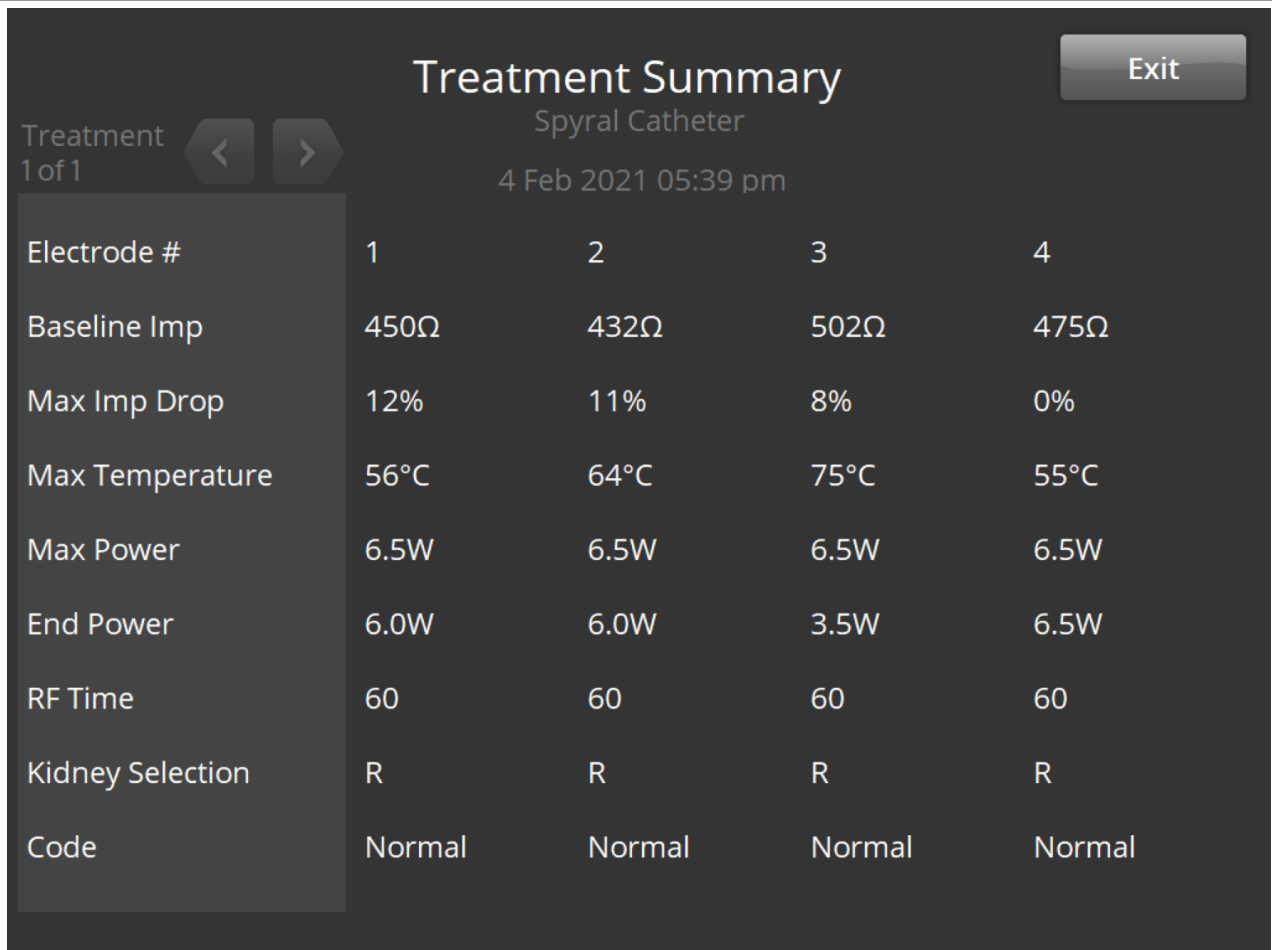 Treatment Summary
Exit
Spyral Catheter
Treatment
1 of 1
4 Feb 2021 05:39 pm
Electrode # 1 2 3 4
Baseline Imp 450Ω 432Ω 502Ω 475Ω
Max Imp Drop 12% 11% 8% 0%
Max Temperature 56°C 64°C 75°C 55°C
Max Power 6.5W 6.5W 6.5W 6.5W
End Power 6.0W 6.0W 3.5W 6.5W
RF Time 60 60 60 60
Kidney Selection R R R R
Code Normal Normal Normal Normal